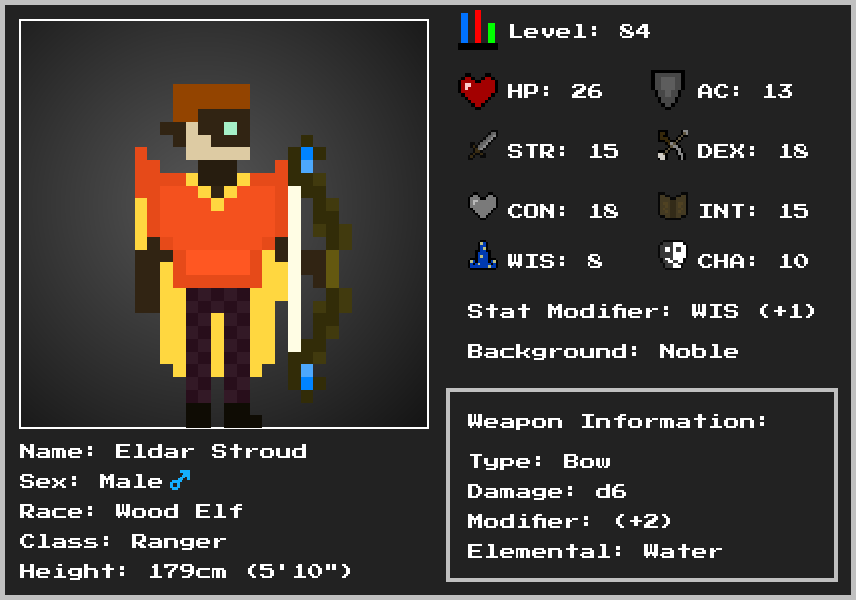 Level: 84
HP: 26
AC: 13
STR: 15
DEX: 18
CON: 18
INT: 15
WIS: 8
CHA: 10
Stat Modifier: WIS (+1)
Background: Noble
Weapon Information:
Type: Bow
Damage: d6
Modifier: (+2)
Elemental: Water
Name: Eldar Stroud
Sex: Male ♂
Race: Wood Elf
Class: Ranger
Height: 179cm (5'10")